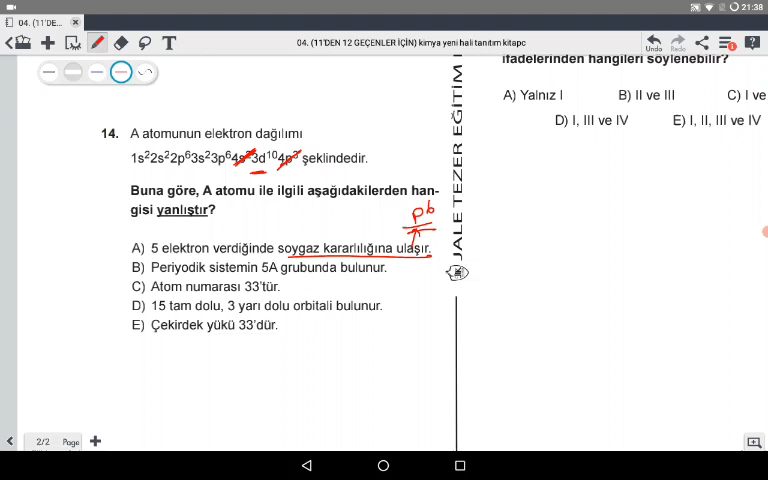 21:38
04. (11'DE...
T
04. (11'DEN 12 GEÇENLER İÇİN) kimya yeni hali tanıtım kitapc
Undo
Redo
14. A atomunun elektron dağılımı
1s²2s²2p⁶3s²3p⁶4s²3d¹⁰4p³ şeklindedir.
Buna göre, A atomu ile ilgili aşağıdakilerden han-
gisi yanlıştır?
p⁶
A) 5 elektron verdiğinde soygaz kararlılığına ulaşır.
B) Periyodik sistemin 5A grubunda bulunur.
C) Atom numarası 33'tür.
D) 15 tam dolu, 3 yarı dolu orbitali bulunur.
E) Çekirdek yükü 33'dür.
JALE TEZER EĞİTİM
ifadelerinden hangileri söylenebilir?
A) Yalnız I B) II ve III C) I ve
D) I, III ve IV E) I, II, III ve IV
2/2 Page